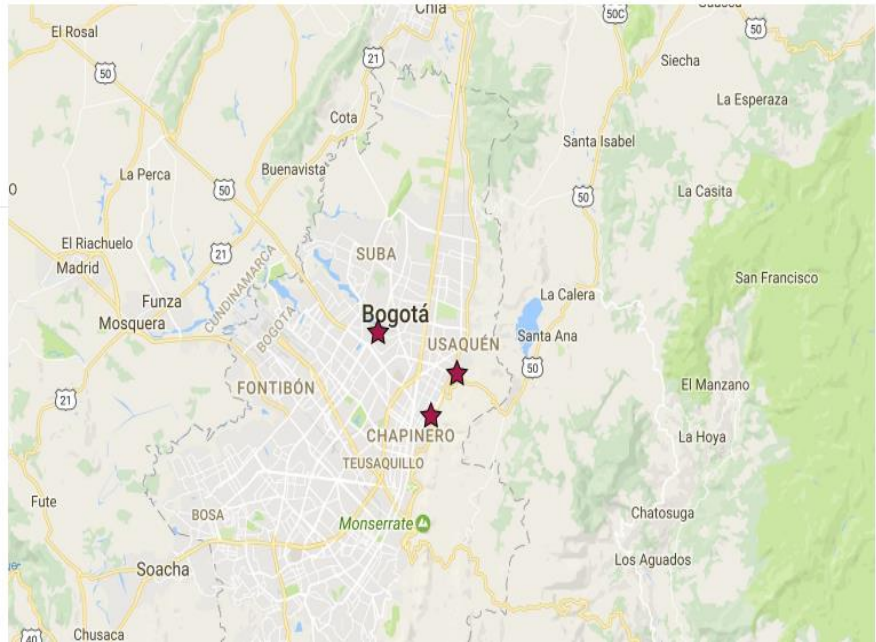 Chía
50C
El Rosal
21
50
Siecha
50
La Esperaza
Cota
Santa Isabel
Buenavista
La Perca
50
50
La Casita
O
El Riachuelo
SUBA
21
Madrid
CUNDINAMARCA
San Francisco
Funza
La Calera
Mosquera
BOGOTÁ
Bogotá
Santa Ana
USAQUÉN
50
FONTIBÓN
El Manzano
21
CHAPINERO
La Hoya
TEUSAQUILLO
Fute
BOSA
Monserrate
Chatosuga
Soacha
Los Aguados
40
Chusaca